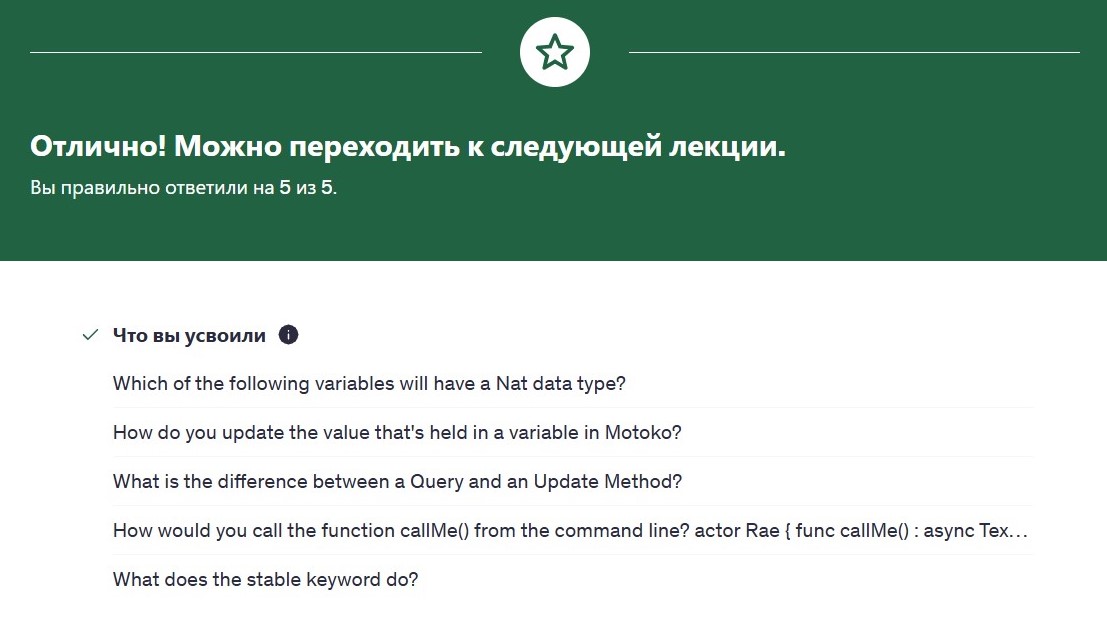 Отлично! Можно переходить к следующей лекции.
Вы правильно ответили на 5 из 5.
Что вы усвоили
Which of the following variables will have a Nat data type?
How do you update the value that's held in a variable in Motoko?
What is the difference between a Query and an Update Method?
How would you call the function callMe() from the command line? actor Rae { func callMe() : async Tex…
What does the stable keyword do?